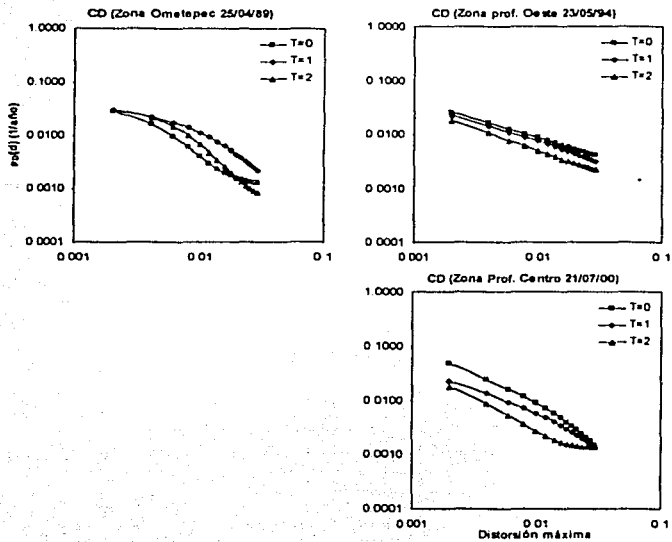 CD (Zona Ometepec 25/04/89)
1.0000
0.1000
0.0100
0.0010
0.0001
(1/año)
T=0
T=1
T=2
0.001
0.01
0.1
CD (Zona prof. Oeste 23/05/94)
1.0000
0.1000
0.0100
0.0010
0.0001
T=0
T=1
T=2
0.001
0.01
0.1
CD (Zona Prof. Centro 21/07/00)
1.0000
0.1000
0.0100
0.0010
0.0001
T=0
T=1
T=2
0.001
0.01
0.1
Distorsión máxima